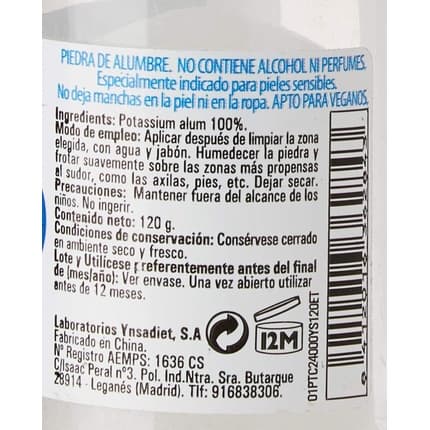 PIEDRA DE ALUMBRE. NO CONTIENE ALCOHOL NI PERFUMES.
Especialmente indicado para pieles sensibles.
No deja manchas en la piel ni en la ropa. APTO PARA VEGANOS.
Ingredients: Potassium alum 100%.
Modo de empleo: Aplicar después de limpiar la zona
elegida, con agua y jabón. Humedecer la piedra y
frotar suavemente sobre las zonas más propensas
al sudor, como las axilas, pies, etc. Dejar secar.
Precauciones: Mantener fuera del alcance de los
niños. No ingerir.
Contenido neto: 120 g.
Condiciones de conservación: Consérvese cerrado
en ambiente seco y fresco.
Lote y Utilícese preferentemente antes del final
de (mes/año): Ver envase. Una vez abierto utilizar
antes de 12 meses.
Laboratorios Ynsadiet, S.A
Fabricado en China.
Nº Registro AEMPS: 1636 CS
C/Isaac Peral nº3. Pol. Ind.Ntra. Sra. Butarque
28914 - Leganés (Madrid). Tlf: 916838306.
12M
01PTC24000YS120ET